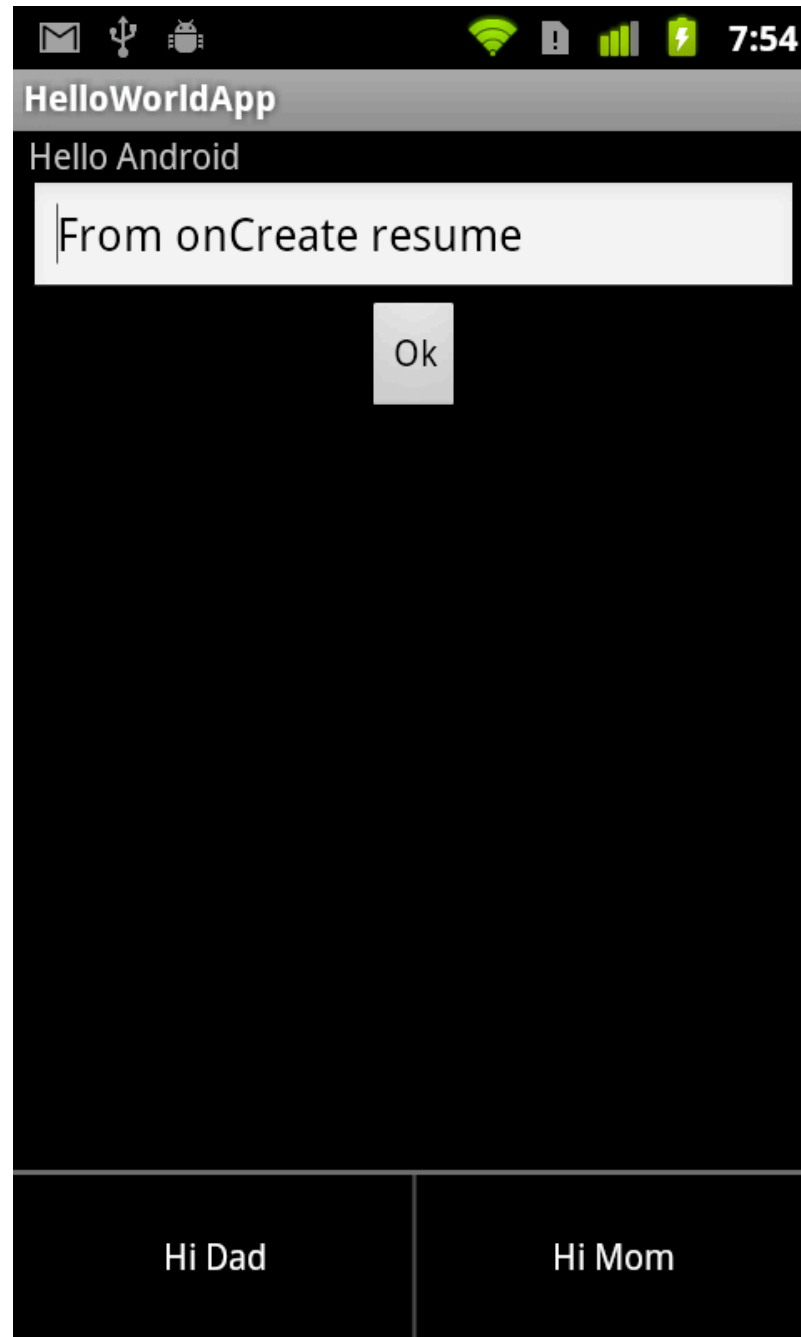 7:54
HelloWorldApp
Hello Android
From onCreate resume
Ok
Hi Dad
Hi Mom